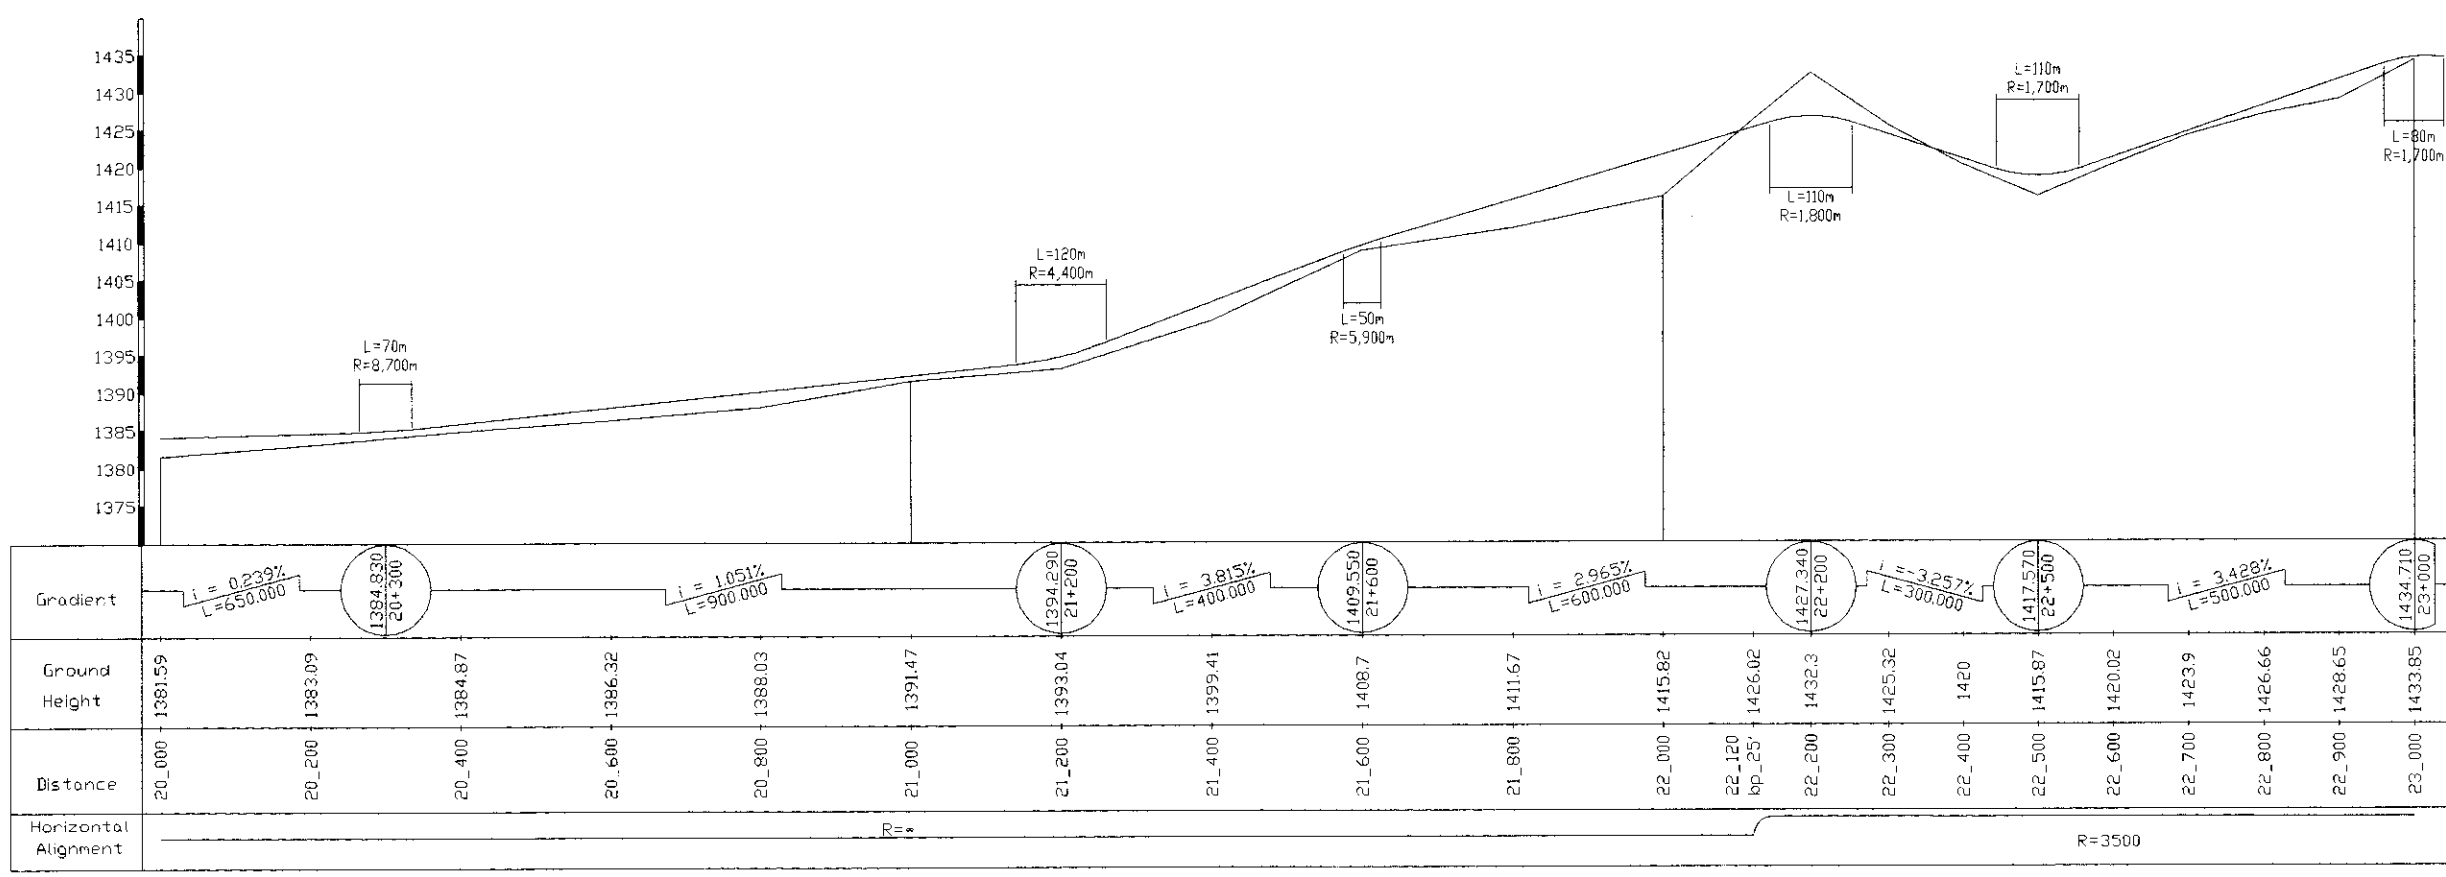 1435
1430
1425
1420
1415
1410
1405
1400
1395
1390
1385
1380
1375
L=70m
R=8,700m
L=120m
R=4,400m
L=50m
R=5,900m
L=110m
R=1,800m
L=110m
R=1,700m
L=80m
R=1,700m
Gradient
i = 0.239%
L=650.000
1384.830
20+300
i = 1.051%
L=900.000
1394.290
21+200
i = 3.815%
L=400.000
1409.550
21+600
i = 2.965%
L=600.000
1427.340
22+200
i =-3.257%
L=300.000
1417.570
22+500
i = 3.428%
L=500.000
1434.710
23+000
Ground
Height
1381.59
1383.09
1384.87
1386.32
1388.03
1391.47
1393.04
1399.41
1408.7
1411.67
1415.82
1426.02
1432.3
1425.32
1420
1415.87
1420.02
1423.9
1426.66
1428.65
1433.85
Distance
20_000
20_200
20_400
20_600
20_800
21_000
21_200
21_400
21_600
21_800
22_000
22_120
bp_25'
22_200
22_300
22_400
22_500
22_600
22_700
22_800
22_900
23_000
Horizontal
Alignment
R=∞
R=3500